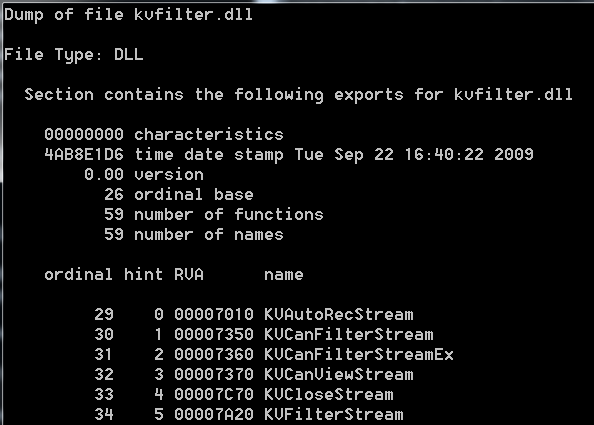 Dump of file kvfilter.dll
File Type: DLL
Section contains the following exports for kvfilter.dll
00000000 characteristics
4AB8E1D6 time date stamp Tue Sep 22 16:40:22 2009
0.00 version
26 ordinal base
59 number of functions
59 number of names
ordinal hint RVA name
29 0 00007010 KVAutoRecStream
30 1 00007350 KVCanFilterStream
31 2 00007360 KVCanFilterStreamEx
32 3 00007370 KVCanViewStream
33 4 00007C70 KVCloseStream
34 5 00007A20 KVFilterStream